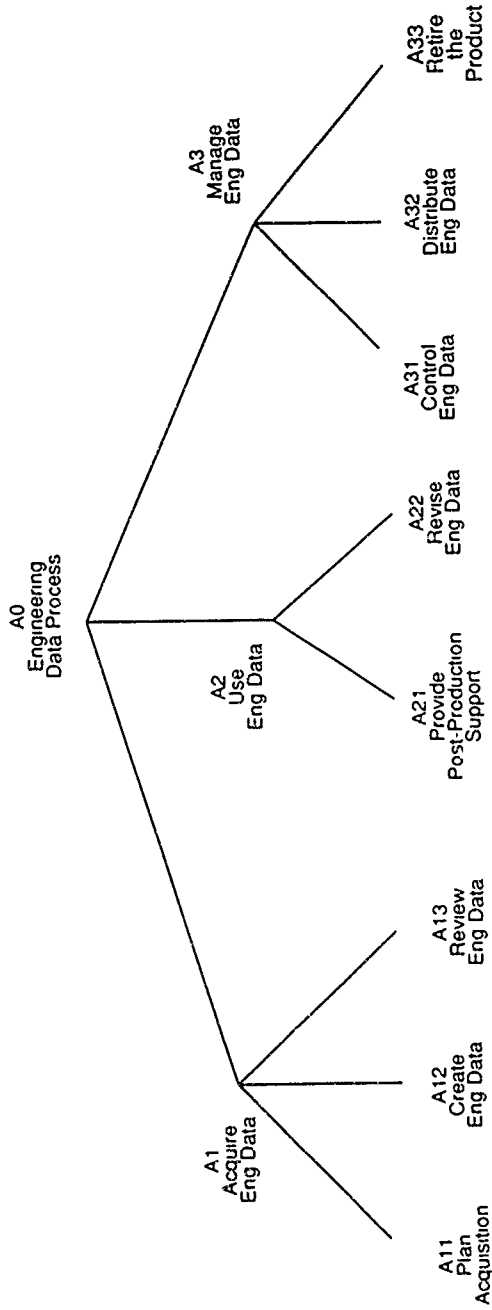 A0
Engineering
Data Process
A1
Acquire
Eng Data
A2
Use
Eng Data
A3
Manage
Eng Data
A11
Plan
Acquisition
A12
Create
Eng Data
A13
Review
Eng Data
A21
Provide
Post-Production
Support
A22
Revise
Eng Data
A31
Control
Eng Data
A32
Distribute
Eng Data
A33
Retire
the
Product